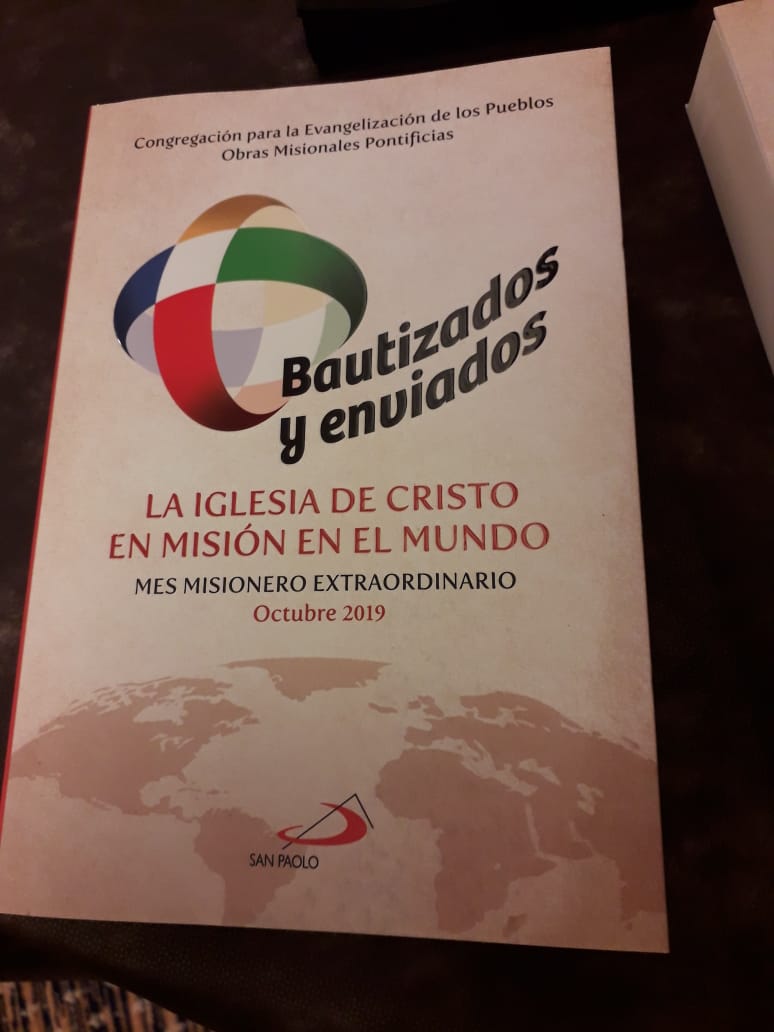 Congregación para la Evangelización de los Pueblos
Obras Misionales Pontificias
Bautizados
y enviados
LA IGLESIA DE CRISTO
EN MISIÓN EN EL MUNDO
MES MISIONERO EXTRAORDINARIO
Octubre 2019
SAN PAOLO